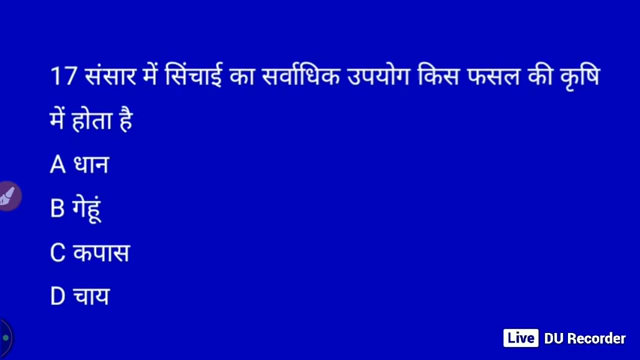 17 संसार में सिंचाई का सर्वाधिक उपयोग किस फसल की कृषि
में होता है
A धान
B गेहूं
C कपास
D चाय
Live DU Recorder